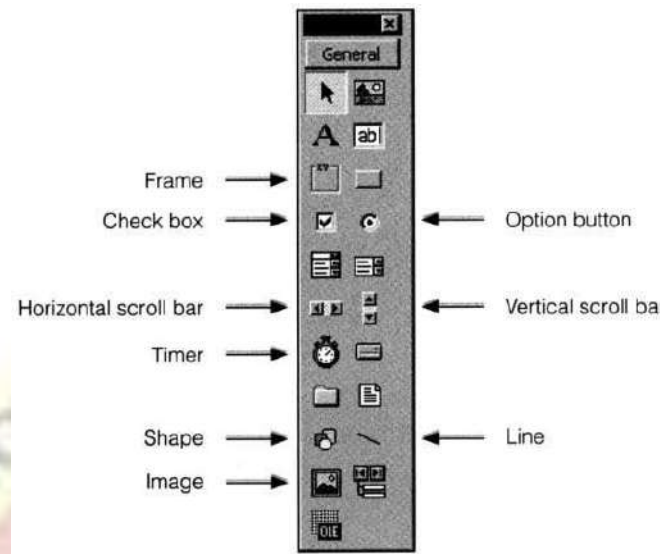 General
A
ab
Frame
Check box
Option button
Horizontal scroll bar
Vertical scroll ba
Timer
Shape
Line
Image
OLE